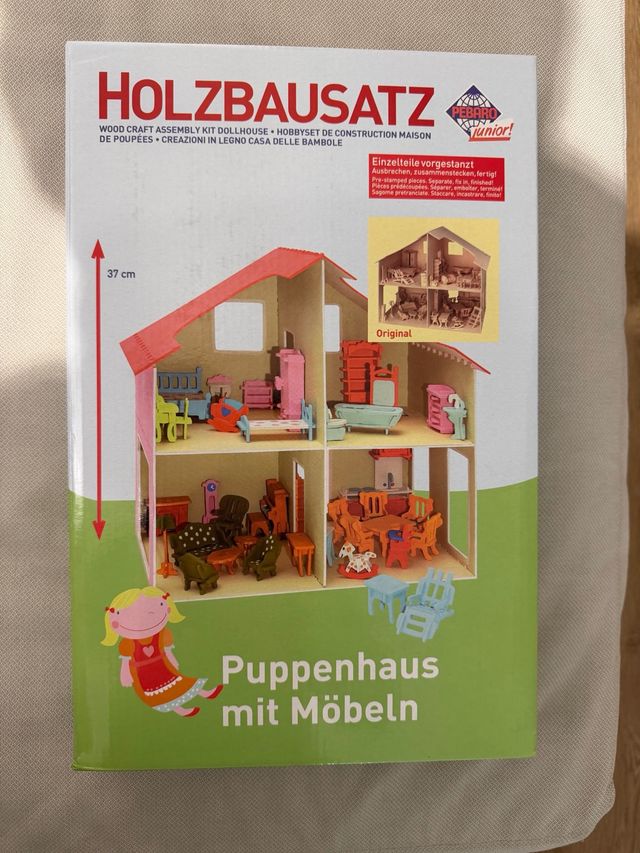 HOLZBAUSATZ
WOOD CRAFT ASSEMBLY KIT DOLLHOUSE • HOBBYSET DE CONSTRUCTION MAISON
DE POUPÉES • CREAZIONI IN LEGNO CASA DELLE BAMBOLE
PEBARO
junior!
Einzelteile vorgestanzt
Ausbrechen, zusammenstecken, fertig!
Pre-stamped pieces. Separate, fix in, finished!
Pièces prédécoupées. Séparer, emboîter, terminé!
Sagome pretranciate. Staccare, incastrare, finito!
37 cm
Original
Puppenhaus
mit Möbeln